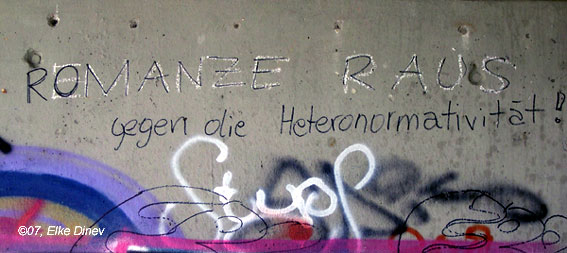 ROMANZE RAUS
gegen die Heteronormativität!
©07, Elke Dinev